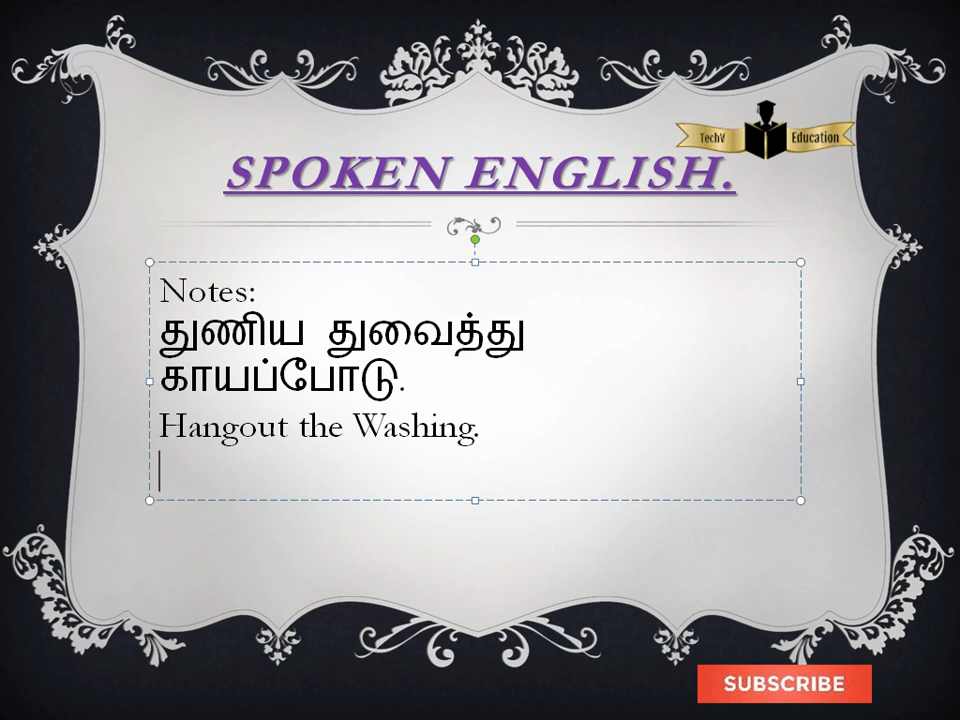 TechV Education
SPOKEN ENGLISH.
Notes:
துணிய துவைத்து
காயப்போடு.
Hangout the Washing.
SUBSCRIBE